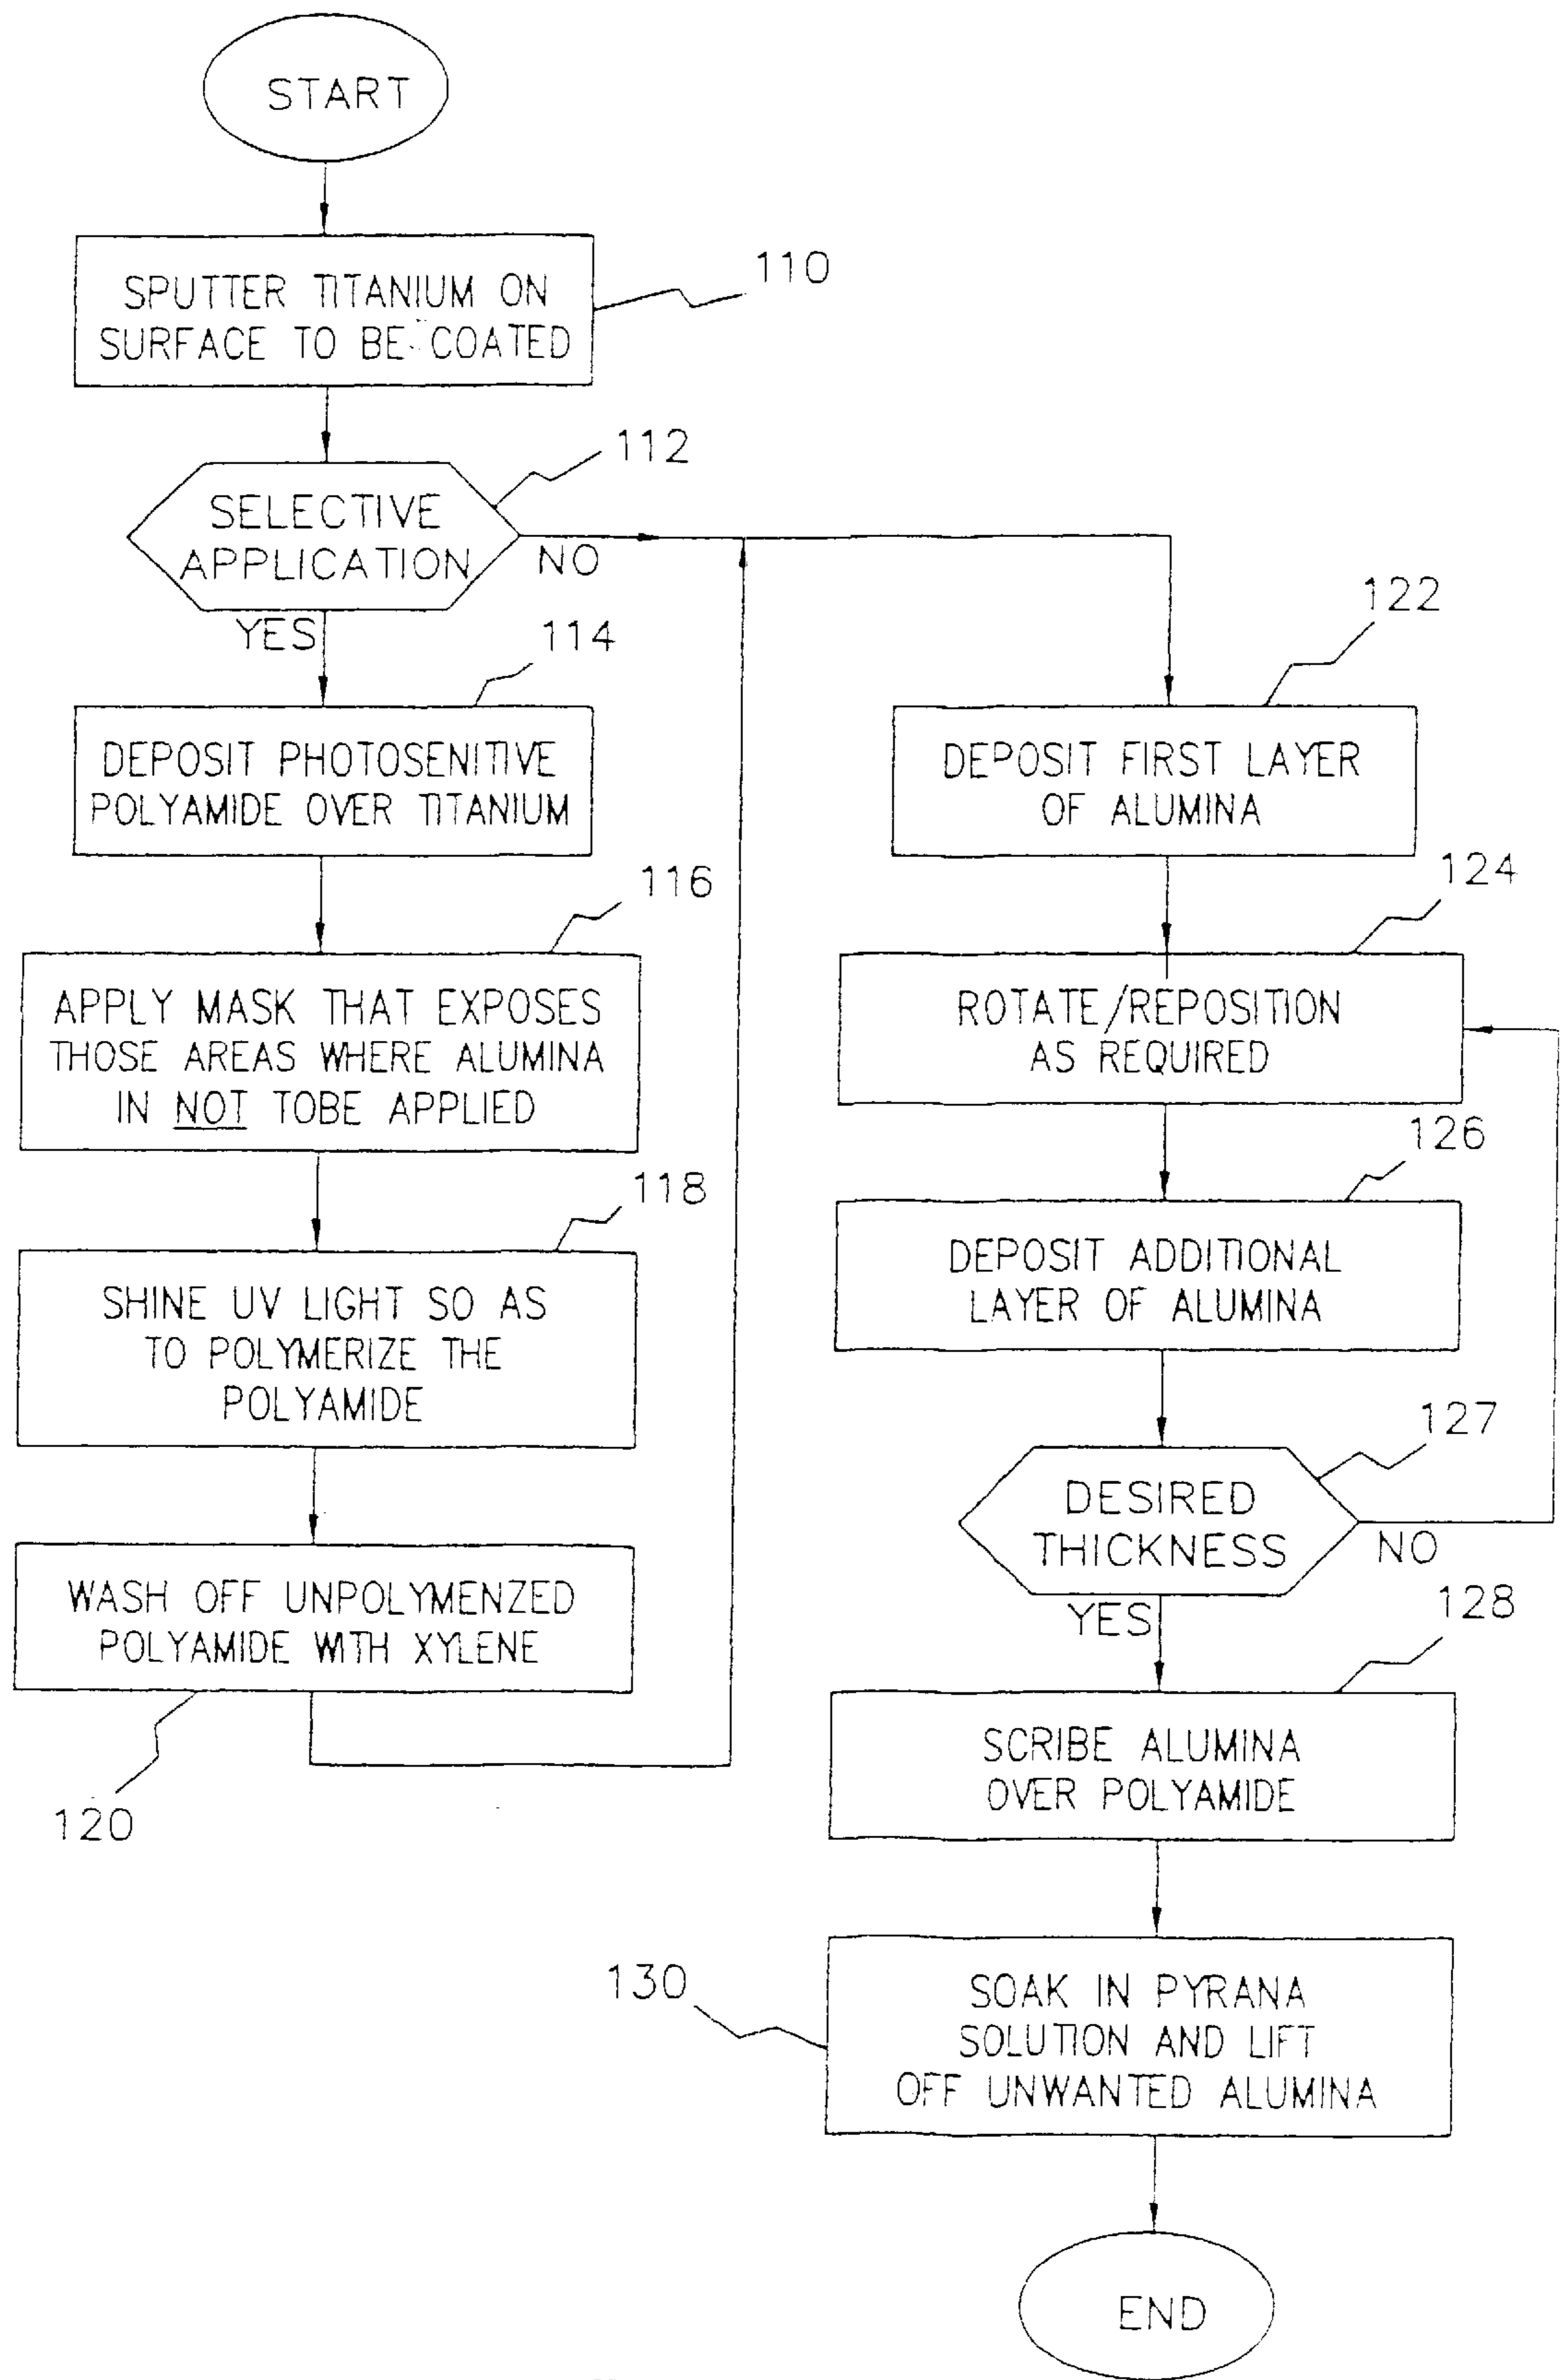 START
SPUTTER TITANIUM ON
SURFACE TO BE COATED
110
SELECTIVE
APPLICATION
112
NO
YES
114
DEPOSIT PHOTOSENITIVE
POLYAMIDE OVER TITANIUM
116
APPLY MASK THAT EXPOSES
THOSE AREAS WHERE ALUMINA
IN NOT TOBE APPLIED
118
SHINE UV LIGHT SO AS
TO POLYMERIZE THE
POLYAMIDE
WASH OFF UNPOLYMENZED
POLYAMIDE WITH XYLENE
120
122
DEPOSIT FIRST LAYER
OF ALUMINA
124
ROTATE/REPOSITION
AS REQUIRED
126
DEPOSIT ADDITIONAL
LAYER OF ALUMINA
127
DESIRED
THICKNESS
NO
YES
128
SCRIBE ALUMINA
OVER POLYAMIDE
130
SOAK IN PYRANA
SOLUTION AND LIFT
OFF UNWANTED ALUMINA
END